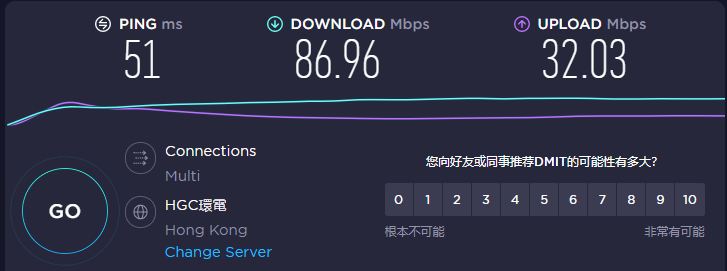 PING ms
DOWNLOAD Mbps
UPLOAD Mbps
51
86.96
32.03
Connections
Multi
HGC環電
Hong Kong
Change Server
GO
您向好友或同事推荐DMIT的可能性有多大?
0 1 2 3 4 5 6 7 8 9 10
根本不可能
非常有可能